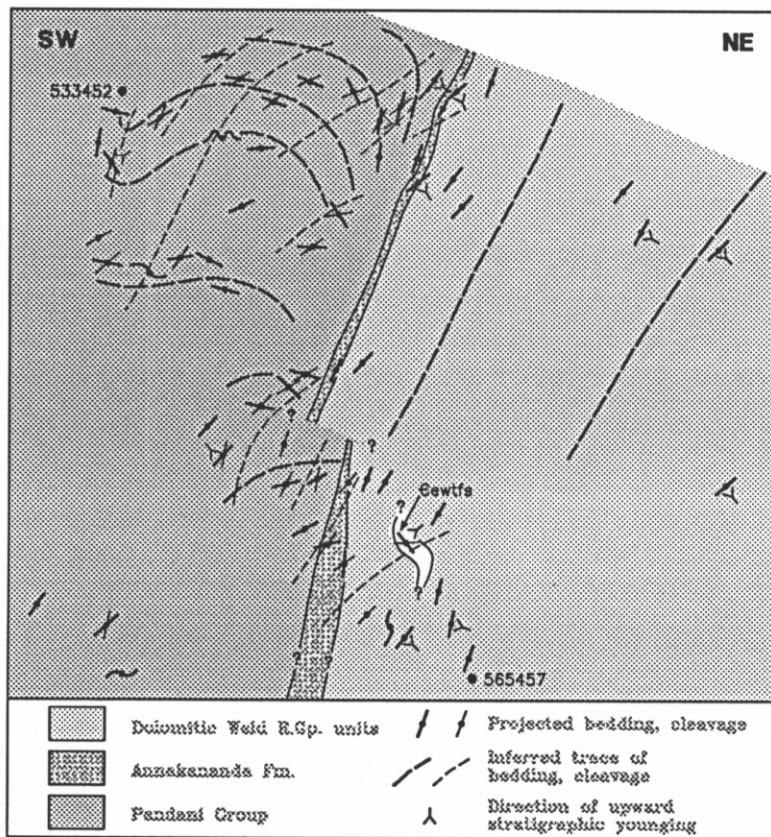 SW
NE
533452
?
?
?
Eewtfs
?
?
?
?
565457
Dolomitic Weld R.Gp. units
Projected bedding, cleavage
Annakananda Fm.
Inferred trace of
bedding, cleavage
Pandani Group
Direction of upward
stratigraphic younging